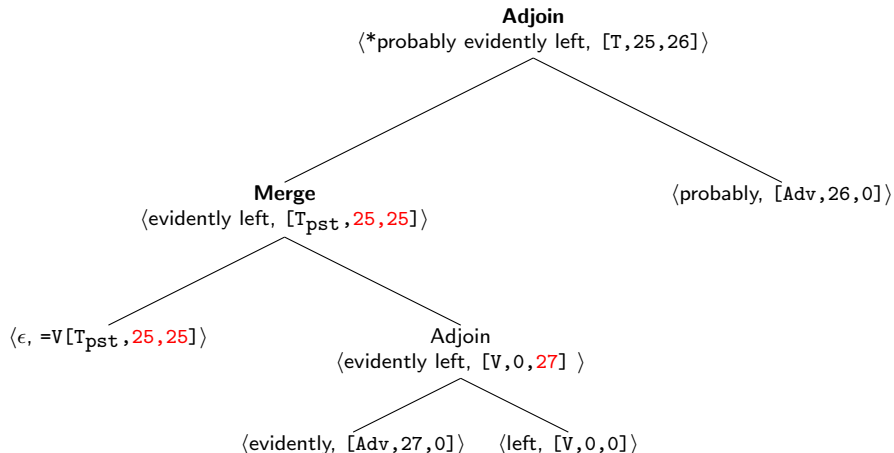 Adjoin
⟨*probably evidently left, [T,25,26]⟩
Merge
⟨evidently left, [Tpst,25,25]⟩
⟨probably, [Adv,26,0]⟩
⟨ϵ, =V[Tpst,25,25]⟩
Adjoin
⟨evidently left, [V,0,27] ⟩
⟨evidently, [Adv,27,0]⟩
⟨left, [V,0,0]⟩